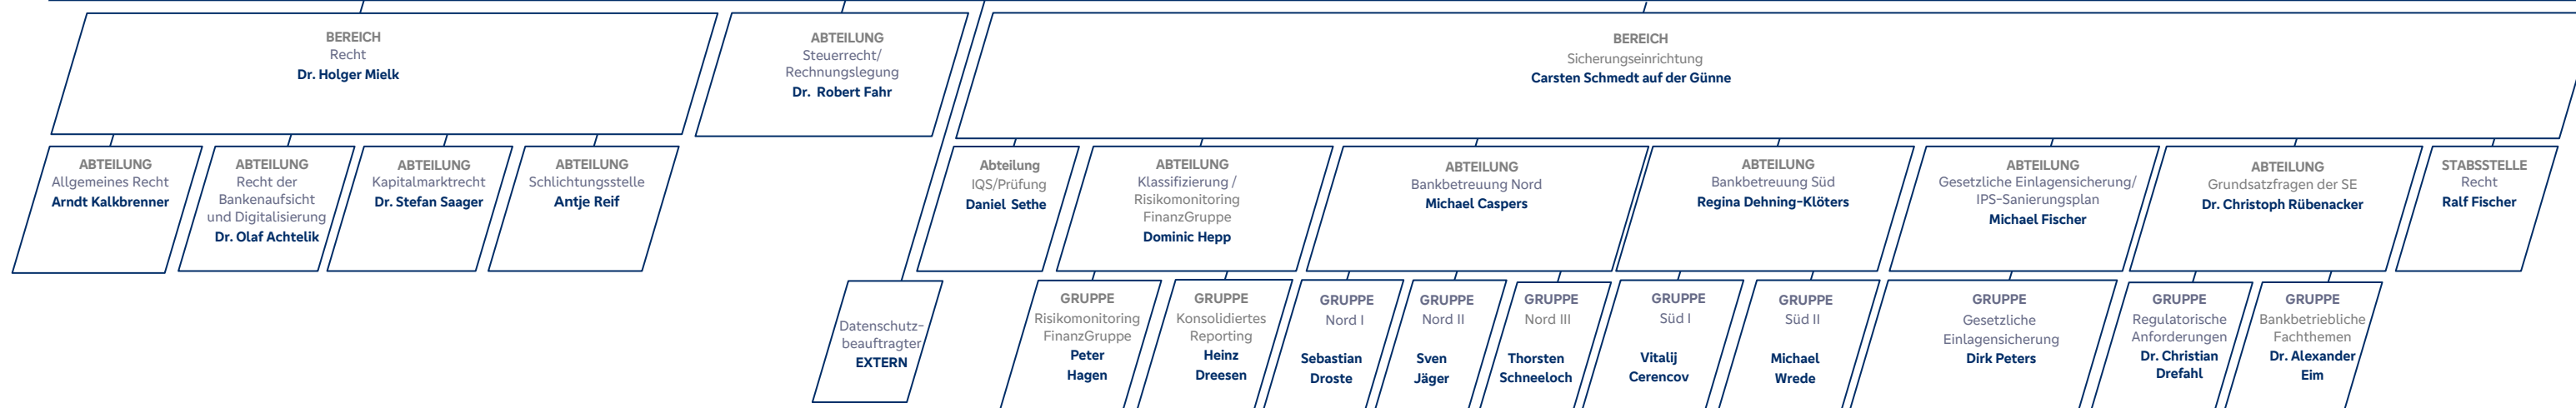 BEREICH
Recht
Dr. Holger Mielk
ABTEILUNG
Steuerrecht/
Rechnungslegung
Dr. Robert Fahr
BEREICH
Sicherungseinrichtung
Carsten Schmedt auf der Günne
ABTEILUNG
Allgemeines Recht
Arndt Kalkbrenner
ABTEILUNG
Recht der
Bankenaufsicht
und Digitalisierung
Dr. Olaf Achtelik
ABTEILUNG
Kapitalmarktrecht
Dr. Stefan Saager
ABTEILUNG
Schlichtungsstelle
Antje Reif
Abteilung
IQS/Prüfung
Daniel Sethe
ABTEILUNG
Klassifizierung /
Risikomonitoring
FinanzGruppe
Dominic Hepp
ABTEILUNG
Bankbetreuung Nord
Michael Caspers
ABTEILUNG
Bankbetreuung Süd
Regina Dehning-Klöters
ABTEILUNG
Gesetzliche Einlagensicherung/
IPS-Sanierungsplan
Michael Fischer
ABTEILUNG
Grundsatzfragen der SE
Dr. Christoph Rübenacker
STABSSTELLE
Recht
Ralf Fischer
Datenschutz-
beauftragter
EXTERN
GRUPPE
Risikomonitoring
FinanzGruppe
Peter
Hagen
GRUPPE
Konsolidiertes
Reporting
Heinz
Dreesen
GRUPPE
Nord I
Sebastian
Droste
GRUPPE
Nord II
Sven
Jäger
GRUPPE
Nord III
Thorsten
Schneeloch
GRUPPE
Süd I
Vitalij
Cerencov
GRUPPE
Süd II
Michael
Wrede
GRUPPE
Gesetzliche
Einlagensicherung
Dirk Peters
GRUPPE
Regulatorische
Anforderungen
Dr. Christian
Drefahl
GRUPPE
Bankbetriebliche
Fachthemen
Dr. Alexander
Eim